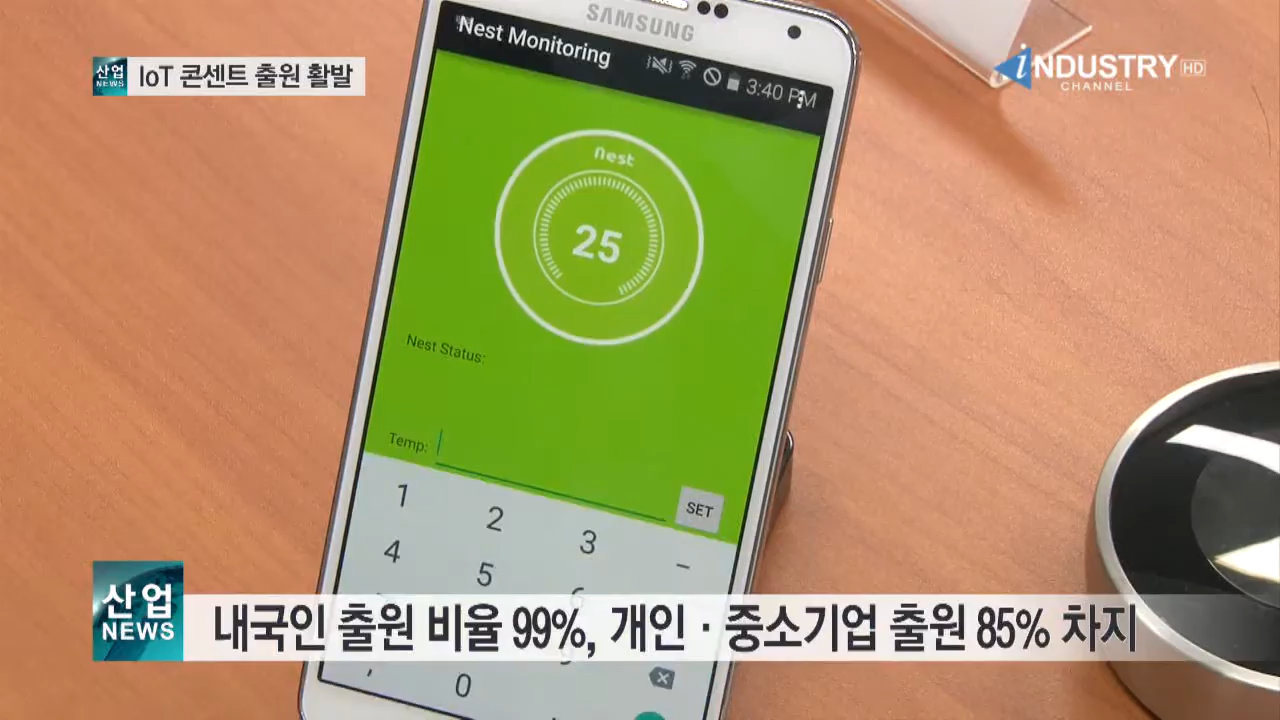 SAMSUNG
Nest Monitoring
3:40 PM
산업
NEWS
IoT 콘센트 출원 활발
iNDUSTRY HD
CHANNEL
nest
25
Nest Status:
Temp:
SET
1 2 3 -
4 5 6
산업
NEWS
내국인 출원 비율 99%, 개인·중소기업 출원 85% 차지
, 0